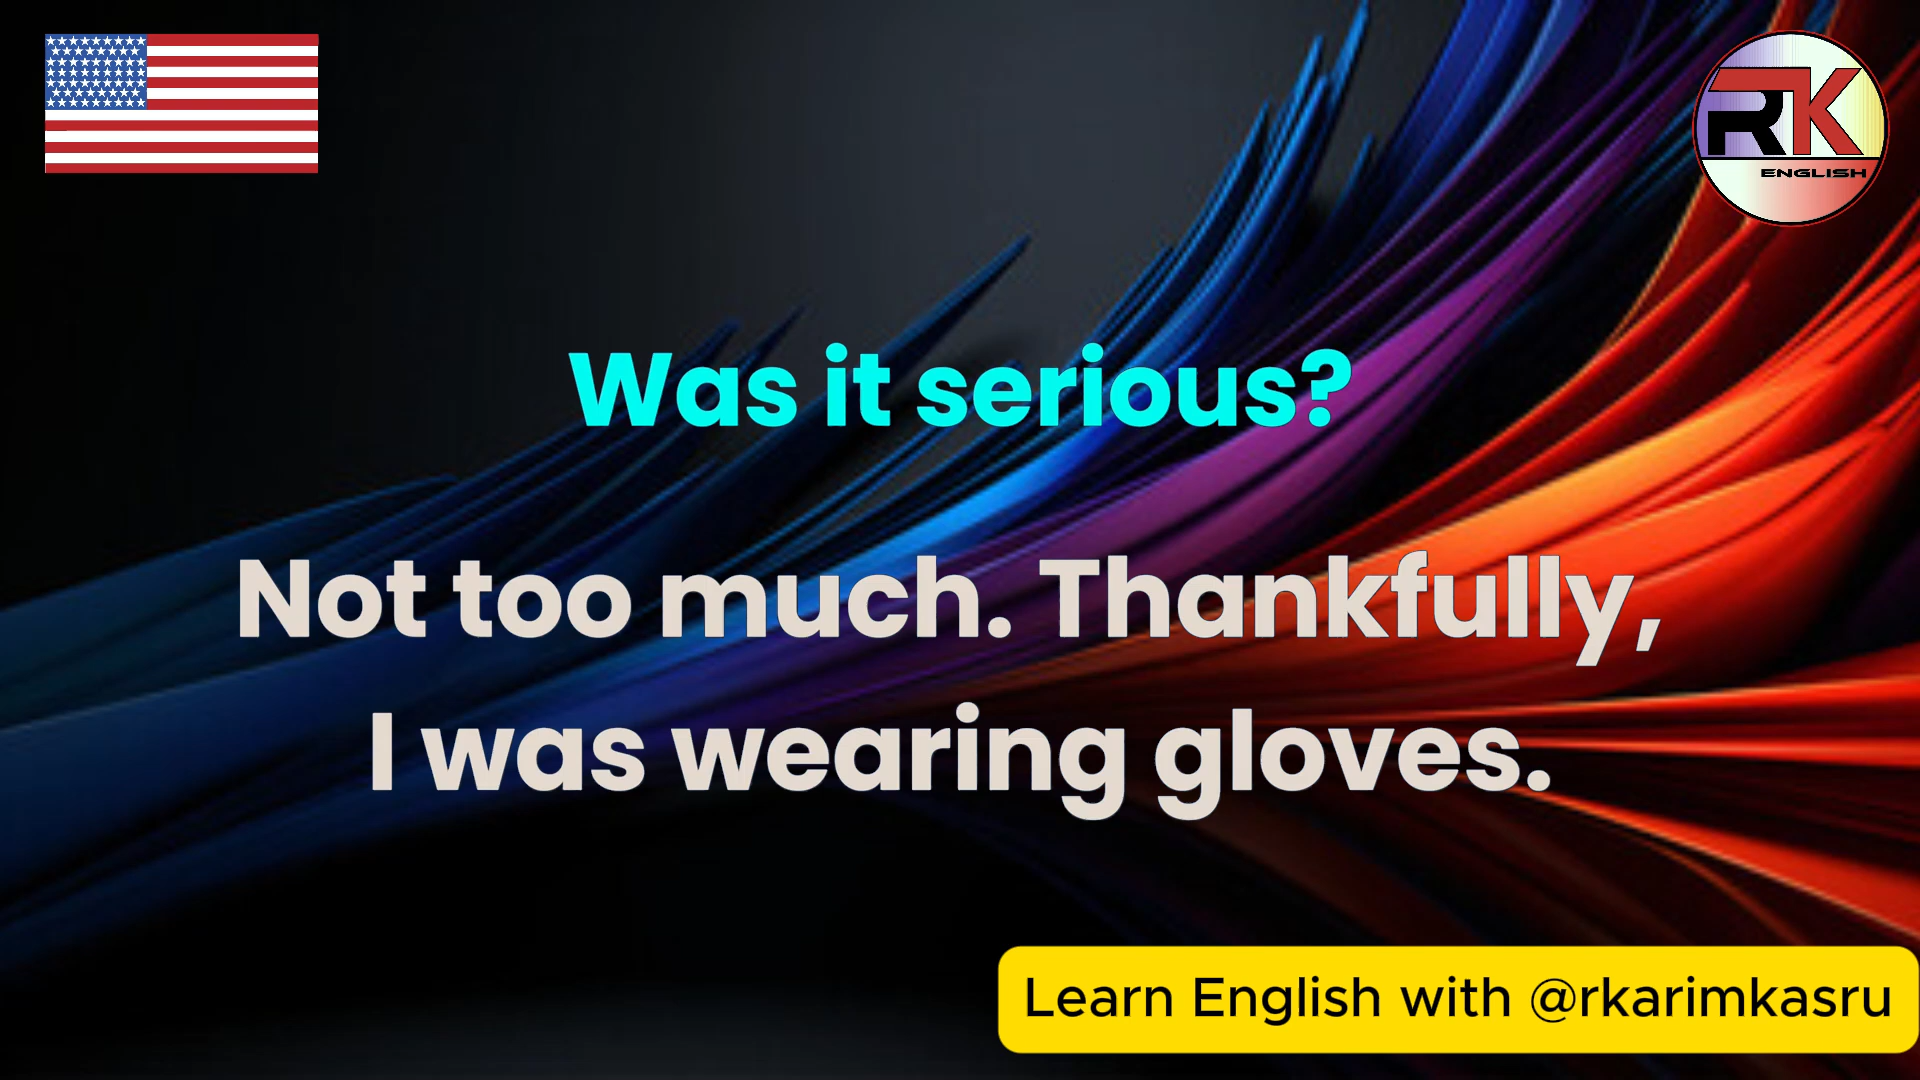 RK
ENGLISH
Was it serious?
Not too much. Thankfully,
I was wearing gloves.
Learn English with @rkarimkasru